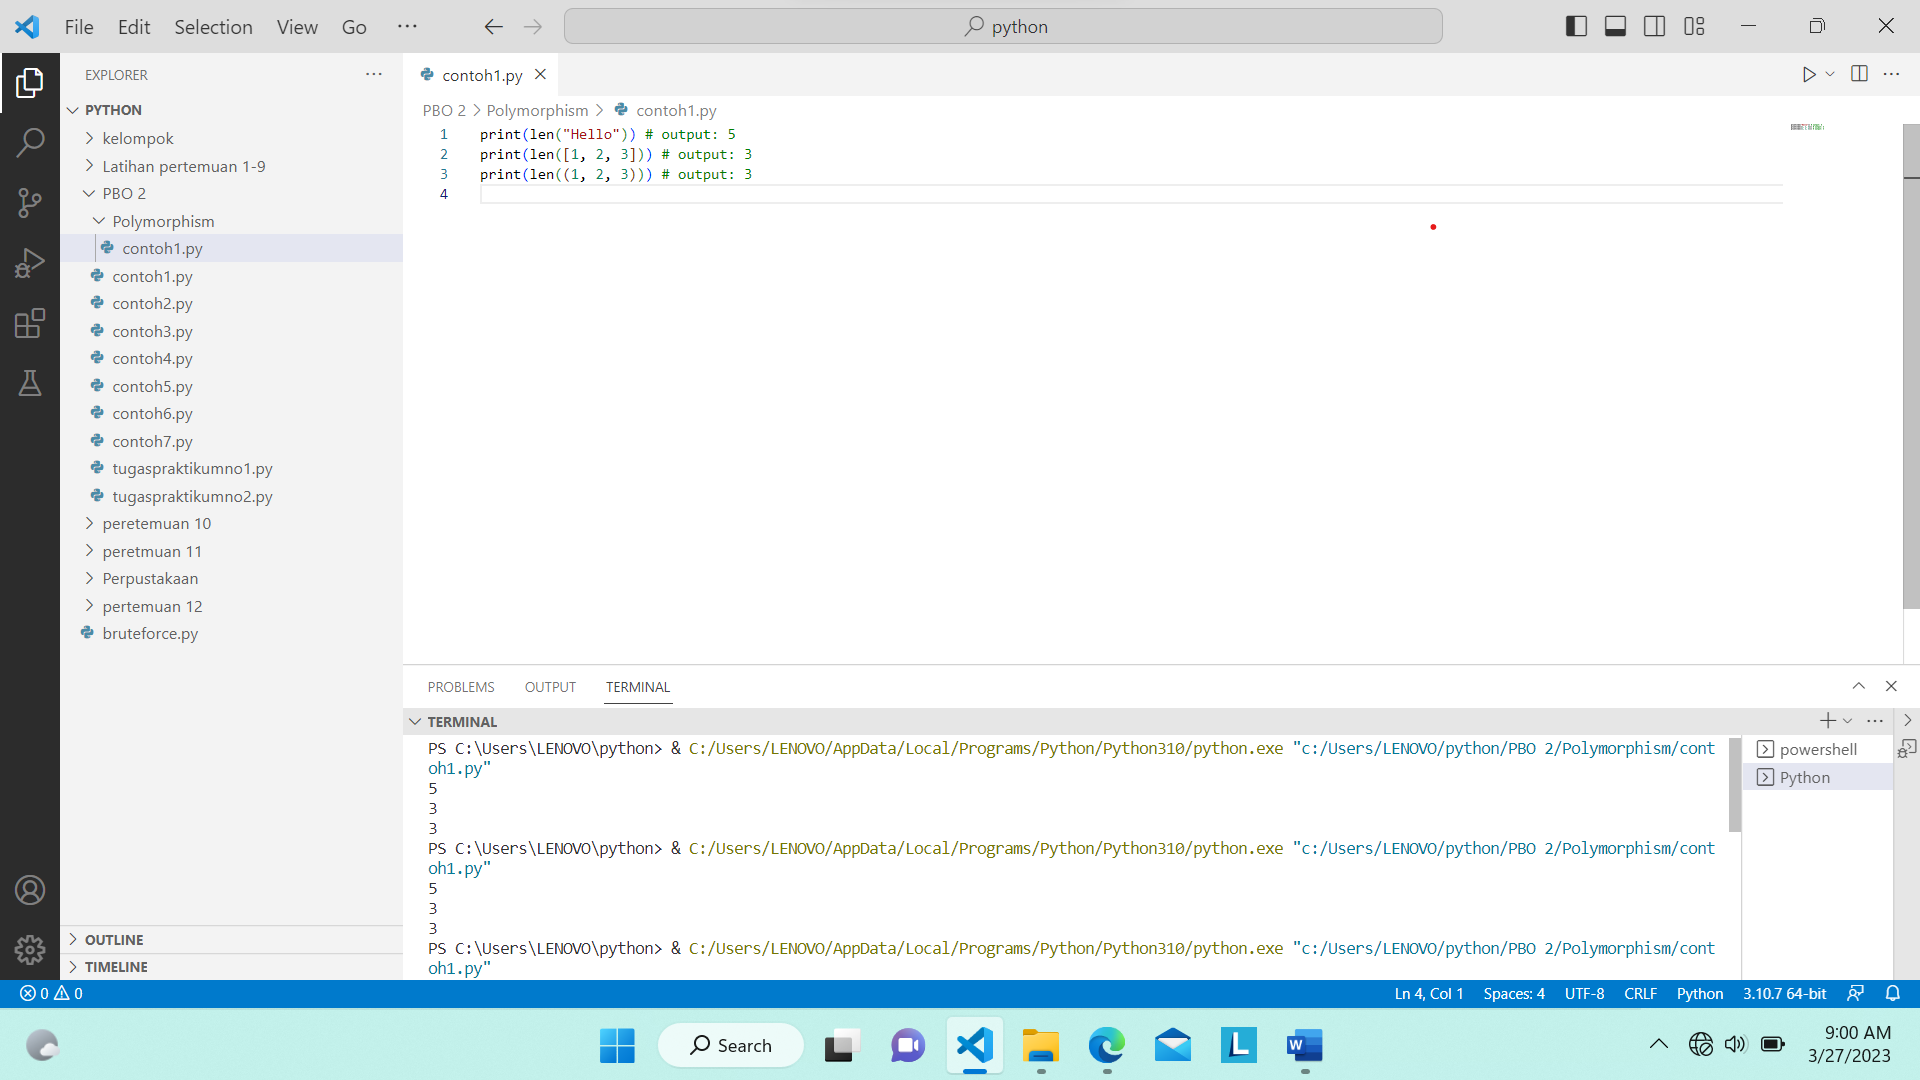 File Edit Selection View Go ···
python
EXPLORER ···
PYTHON
kelompok
Latihan pertemuan 1-9
PBO 2
Polymorphism
contoh1.py
contoh1.py
contoh2.py
contoh3.py
contoh4.py
contoh5.py
contoh6.py
contoh7.py
tugaspraktikumno1.py
tugaspraktikumno2.py
peretemuan 10
peretmuan 11
Perpustakaan
pertemuan 12
bruteforce.py
OUTLINE
TIMELINE
contoh1.py
PBO 2 > Polymorphism > contoh1.py
1 print(len("Hello")) # output: 5
2 print(len([1, 2, 3])) # output: 3
3 print(len((1, 2, 3))) # output: 3
4
PROBLEMS OUTPUT TERMINAL
TERMINAL
PS C:\Users\LENOVO\python> & C:/Users/LENOVO/AppData/Local/Programs/Python/Python310/python.exe "c:/Users/LENOVO/python/PBO 2/Polymorphism/cont
oh1.py"
5
3
3
PS C:\Users\LENOVO\python> & C:/Users/LENOVO/AppData/Local/Programs/Python/Python310/python.exe "c:/Users/LENOVO/python/PBO 2/Polymorphism/cont
oh1.py"
5
3
3
PS C:\Users\LENOVO\python> & C:/Users/LENOVO/AppData/Local/Programs/Python/Python310/python.exe "c:/Users/LENOVO/python/PBO 2/Polymorphism/cont
oh1.py"
powershell
Python
0 0
Ln 4, Col 1 Spaces: 4 UTF-8 CRLF Python 3.10.7 64-bit
Search
L
W
9:00 AM
3/27/2023